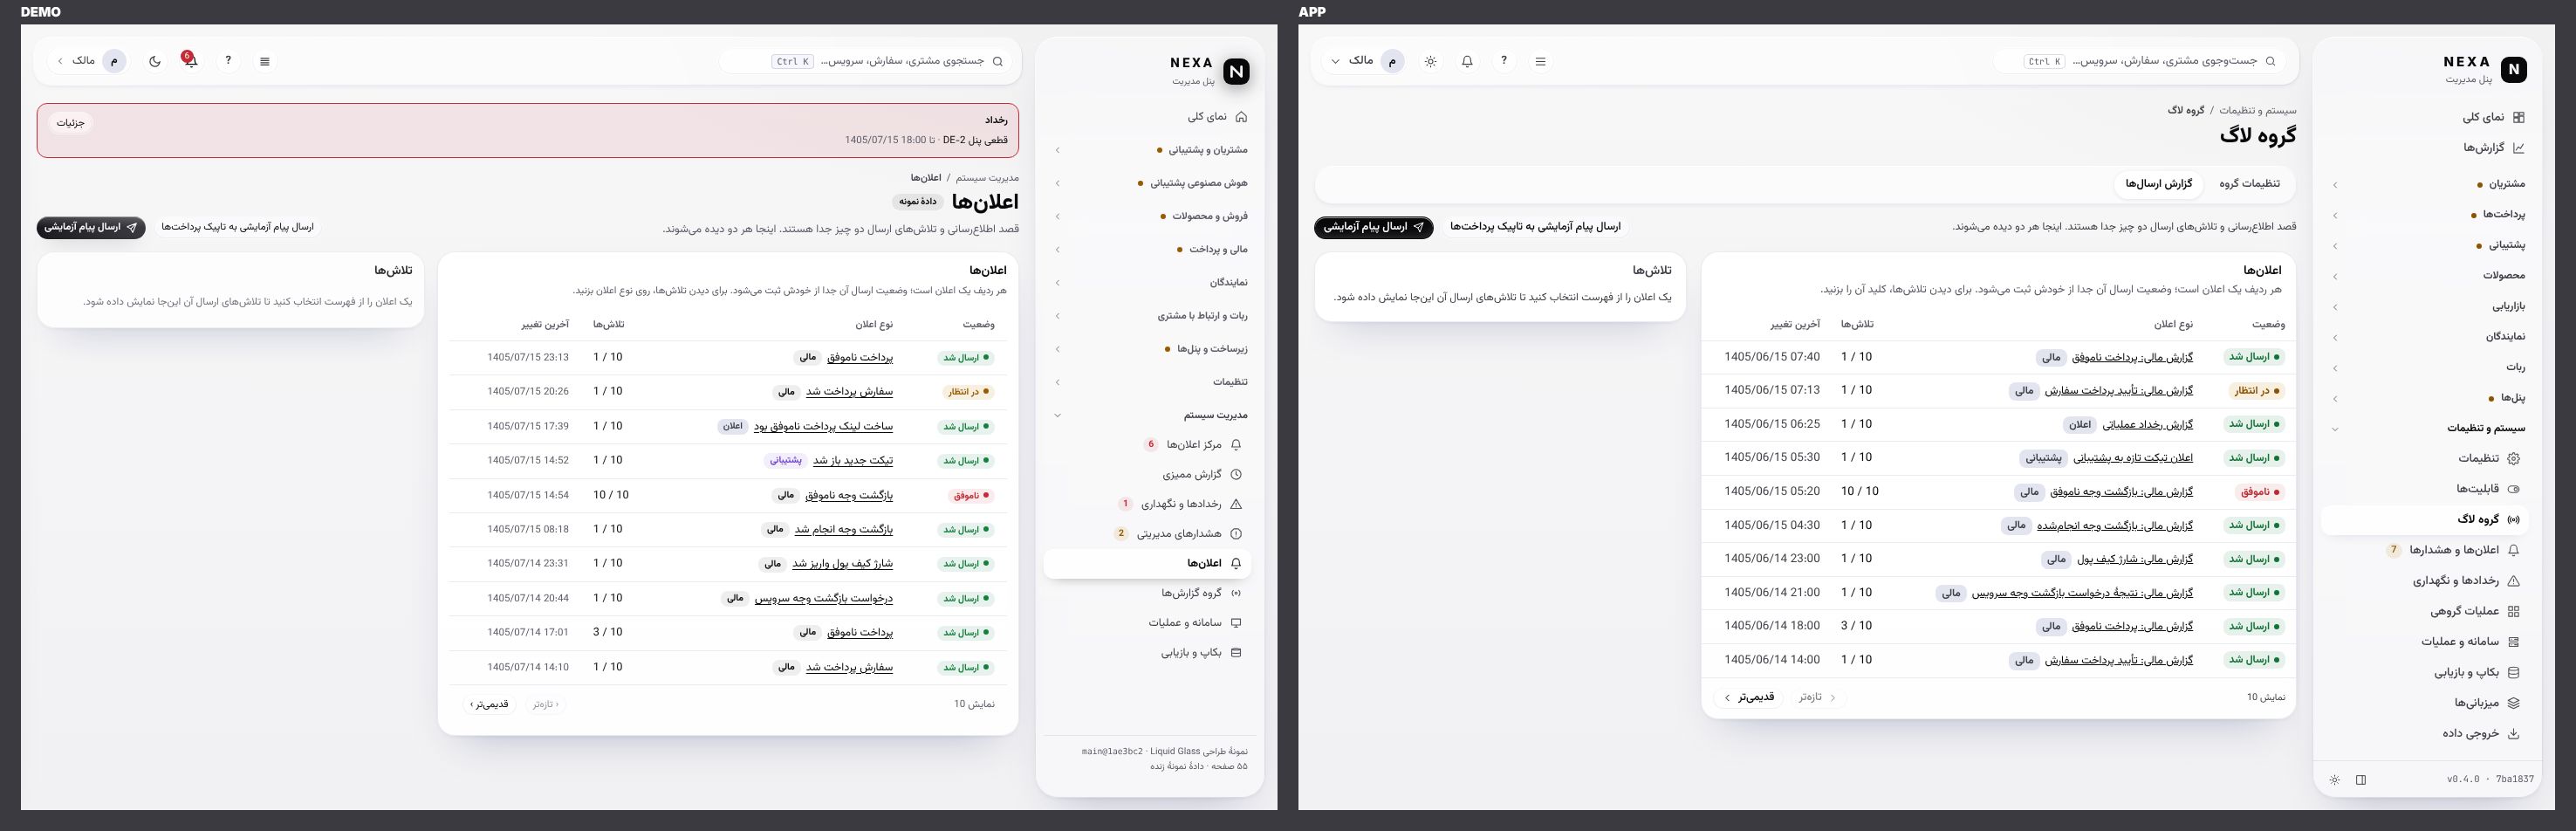 DEMO
NEXA
پنل مدیریت
جستجوی مشتری، سفارش، سرویس... Ctrl K
?
6
م مالک
نمای کلی
مشتریان و پشتیبانی
هوش مصنوعی پشتیبانی
فروش و محصولات
مالی و پرداخت
نمایندگان
ربات و ارتباط با مشتری
زیرساخت و پنل‌ها
تنظیمات
مدیریت سیستم
مرکز اعلان‌ها 6
گزارش ممیزی
رخدادها و نگهداری 1
هشدارهای مدیریتی 2
اعلان‌ها
گروه گزارش‌ها
سامانه و عملیات
بکاپ و بازیابی
نمونهٔ طراحی Liquid Glass · main@1ae3bc2
۵۵ صفحه · دادهٔ نمونهٔ زنده
رخداد
جزئیات
قطعی پنل DE-2 · تا 18:00 1405/07/15
مدیریت سیستم / اعلان‌ها
اعلان‌ها دادهٔ نمونه
قصد اطلاع‌رسانی و تلاش‌های ارسال دو چیز جدا هستند. اینجا هر دو دیده می‌شوند.
ارسال پیام آزمایشی به تاپیک پرداخت‌ها
ارسال پیام آزمایشی
اعلان‌ها
هر ردیف یک اعلان است؛ وضعیت ارسال آن جدا از خودش ثبت می‌شود. برای دیدن تلاش‌ها، روی نوع اعلان بزنید.
وضعیت نوع اعلان تلاش‌ها آخرین تغییر
ارسال شد پرداخت ناموفق مالی 1 / 10 1405/07/15 23:13
در انتظار سفارش پرداخت شد مالی 1 / 10 1405/07/15 20:26
ارسال شد ساخت لینک پرداخت ناموفق بود اعلان 1 / 10 1405/07/15 17:39
ارسال شد تیکت جدید باز شد پشتیبانی 1 / 10 1405/07/15 14:52
ناموفق بازگشت وجه ناموفق مالی 10 / 10 1405/07/15 14:54
ارسال شد بازگشت وجه انجام شد مالی 1 / 10 1405/07/15 08:18
ارسال شد شارژ کیف پول واریز شد مالی 1 / 10 1405/07/14 23:31
ارسال شد درخواست بازگشت وجه سرویس مالی 1 / 10 1405/07/14 20:44
ارسال شد پرداخت ناموفق مالی 3 / 10 1405/07/14 17:01
ارسال شد سفارش پرداخت شد مالی 1 / 10 1405/07/14 14:10
نمایش 10
‹ تازه‌تر
قدیمی‌تر ›
تلاش‌ها
یک اعلان را از فهرست انتخاب کنید تا تلاش‌های ارسال آن این‌جا نمایش داده شود.
APP
N
NEXA
پنل مدیریت
جست‌وجوی مشتری، سفارش، سرویس... Ctrl K
?
م مالک
نمای کلی
گزارش‌ها
مشتریان
پرداخت‌ها
پشتیبانی
محصولات
بازاریابی
نمایندگان
ربات
پنل‌ها
سیستم و تنظیمات
تنظیمات
قابلیت‌ها
گروه لاگ
اعلان‌ها و هشدارها 7
رخدادها و نگهداری
عملیات گروهی
سامانه و عملیات
بکاپ و بازیابی
میزبانی‌ها
خروجی داده
v0.4.0 · 7ba1837
سیستم و تنظیمات / گروه لاگ
گروه لاگ
تنظیمات گروه
گزارش ارسال‌ها
قصد اطلاع‌رسانی و تلاش‌های ارسال دو چیز جدا هستند. اینجا هر دو دیده می‌شوند.
ارسال پیام آزمایشی به تاپیک پرداخت‌ها
ارسال پیام آزمایشی
اعلان‌ها
هر ردیف یک اعلان است؛ وضعیت ارسال آن جدا از خودش ثبت می‌شود. برای دیدن تلاش‌ها، کلید آن را بزنید.
وضعیت نوع اعلان تلاش‌ها آخرین تغییر
ارسال شد گزارش مالی: پرداخت ناموفق مالی 1 / 10 1405/06/15 07:40
در انتظار گزارش مالی: تأیید پرداخت سفارش مالی 1 / 10 1405/06/15 07:13
ارسال شد گزارش رخداد عملیاتی اعلان 1 / 10 1405/06/15 06:25
ارسال شد اعلان تیکت تازه به پشتیبانی پشتیبانی 1 / 10 1405/06/15 05:30
ناموفق گزارش مالی: بازگشت وجه ناموفق مالی 10 / 10 1405/06/15 05:20
ارسال شد گزارش مالی: بازگشت وجه انجام‌شده مالی 1 / 10 1405/06/15 04:30
ارسال شد گزارش مالی: شارژ کیف پول مالی 1 / 10 1405/06/14 23:00
ارسال شد گزارش مالی: نتیجهٔ درخواست بازگشت وجه سرویس مالی 1 / 10 1405/06/14 21:00
ارسال شد گزارش مالی: پرداخت ناموفق مالی 3 / 10 1405/06/14 18:00
ارسال شد گزارش مالی: تأیید پرداخت سفارش مالی 1 / 10 1405/06/14 14:00
نمایش 10
تازه‌تر
قدیمی‌تر
تلاش‌ها
یک اعلان را از فهرست انتخاب کنید تا تلاش‌های ارسال آن این‌جا نمایش داده شود.